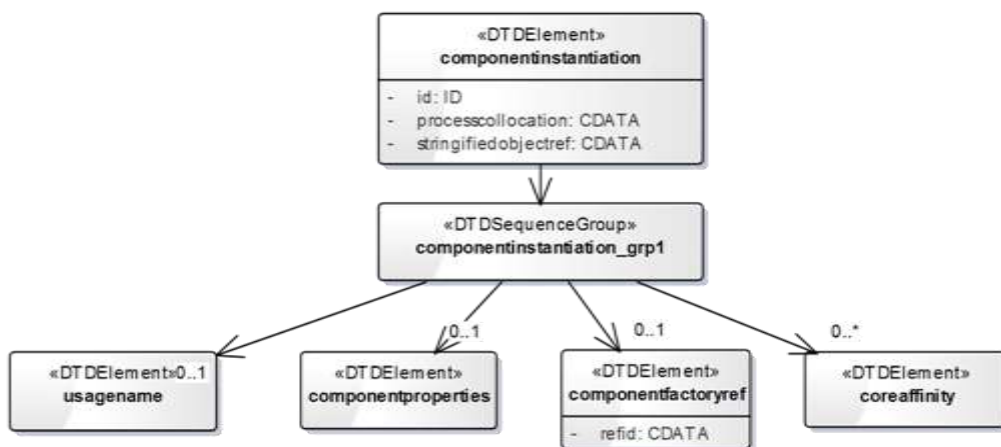 «DTDElement»
componentinstantiation
- id: ID
- processcollocation: CDATA
- stringifiedobjectref: CDATA
«DTDSequenceGroup»
componentinstantiation_grp1
0..1
0..1
0..*
«DTDElement»0..1
usagename
«DTDElement»
componentproperties
«DTDElement»
componentfactoryref
- refid: CDATA
«DTDElement»
coreaffinity